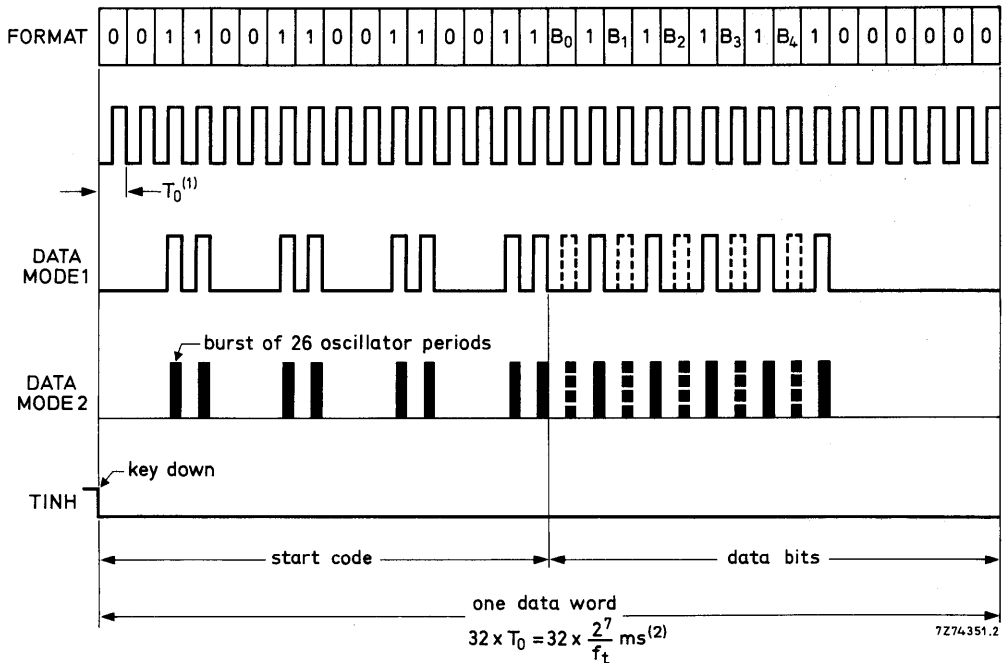 FORMAT 0 0 1 1 0 0 1 1 0 0 1 1 0 0 1 1 B₀ 1 B₁ 1 B₂ 1 B₃ 1 B₄ 1 0 0 0 0 0 0
T₀⁽¹⁾
DATA
MODE1
burst of 26 oscillator periods
DATA
MODE2
key down
TINH
start code
data bits
one data word
32 x T₀ = 32 x 2⁷/fₜ ms⁽²⁾
7Z74351.2